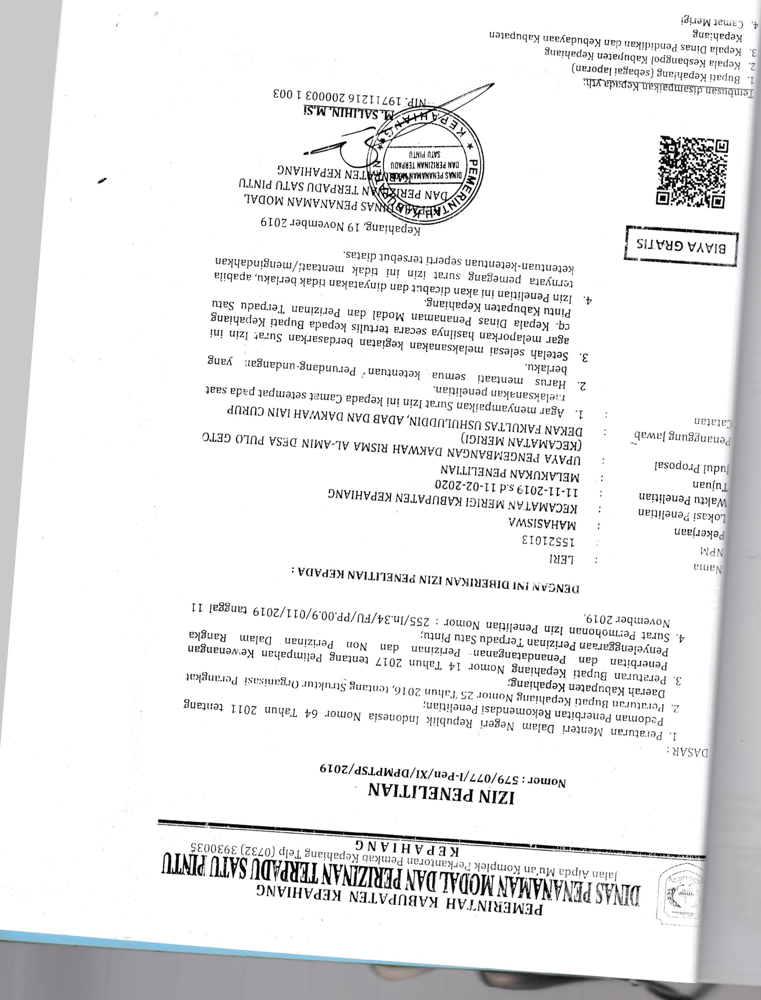 PEMERINTAH KABUPATEN KEPAHIANG
DINAS PENANAMAN MODAL DAN PERIZINAN TERPADU SATU PINTU
Jalan Aipda Mu'an Komplek Perkantoran Pemkab Kepahiang Telp (0732) 3930035
KEPAHIANG
IZIN PENELITIAN
Nomor : 579/077/I-Pen/XI/DPMPTSP/2019
DASAR :
1. Peraturan Menteri Dalam Negeri Republik Indonesia Nomor 64 Tahun 2011 tentang
Pedoman Penerbitan Rekomendasi Penelitian;
2. Peraturan Bupati Kepahiang Nomor 25 Tahun 2016, tentang Struktur Organisasi Perangkat
Daerah Kabupaten Kepahiang;
3. Peraturan Bupati Kepahiang Nomor 14 Tahun 2017 tentang Pelimpahan Kewenangan
Penerbitan dan Penandatanganan Perizinan dan Non Perizinan Dalam Rangka
Penyelenggaraan Perizinan Terpadu Satu Pintu;
4. Surat Permohonan Izin Penelitian Nomor : 255/In.34/FU/PP.00.9/011/2019 tanggal 11
November 2019.
DENGAN INI DIBERIKAN IZIN PENELITIAN KEPADA :
Nama : LERI
NPM : 15521013
Pekerjaan : MAHASISWA
Lokasi Penelitian : KECAMATAN MERIGI KABUPATEN KEPAHIANG
Waktu Penelitian : 11-11-2019 s.d 11-02-2020
Tujuan : MELAKUKAN PENELITIAN
Judul Proposal : UPAYA PENGEMBANGAN DAKWAH RISMA AL-AMIN DESA PULO GETO
(KECAMATAN MERIGI)
Penanggung Jawab : DEKAN FAKULTAS USHULUDDIN, ADAB DAN DAKWAH IAIN CURUP
Catatan : 1. Agar menyampaikan Surat Izin ini kepada Camat setempat pada saat
melaksanakan penelitian.
2. Harus mentaati semua ketentuan Perundang-undangan yang
berlaku.
3. Setelah selesai melaksanakan kegiatan berdasarkan Surat Izin ini
agar melaporkan hasilnya secara tertulis kepada Bupati Kepahiang
cq. Kepala Dinas Penanaman Modal dan Perizinan Terpadu Satu
Pintu Kabupaten Kepahiang.
4. Izin Penelitian ini akan dicabut dan dinyatakan tidak berlaku, apabila
ternyata pemegang surat izin ini tidak mentaati/mengindahkan
ketentuan-ketentuan seperti tersebut diatas.
BIAYA GRATIS
Kepahiang, 19 November 2019
KEPALA DINAS PENANAMAN MODAL
DAN PERIZINAN TERPADU SATU PINTU
KABUPATEN KEPAHIANG
PEMERINTAH KABUPATEN
KEPAHIANG
DINAS PENANAMAN MODAL
DAN PERIZINAN TERPADU
SATU PINTU
M. SALIHIN, M.Si
NIP. 19711216 200003 1 003
Tembusan disampaikan Kepada yth:
1. Bupati Kepahiang (sebagai laporan)
2. Kepala Kesbangpol Kabupaten Kepahiang
3. Kepala Dinas Pendidikan dan Kebudayaan Kabupaten
Kepahiang
4. Camat Merigi